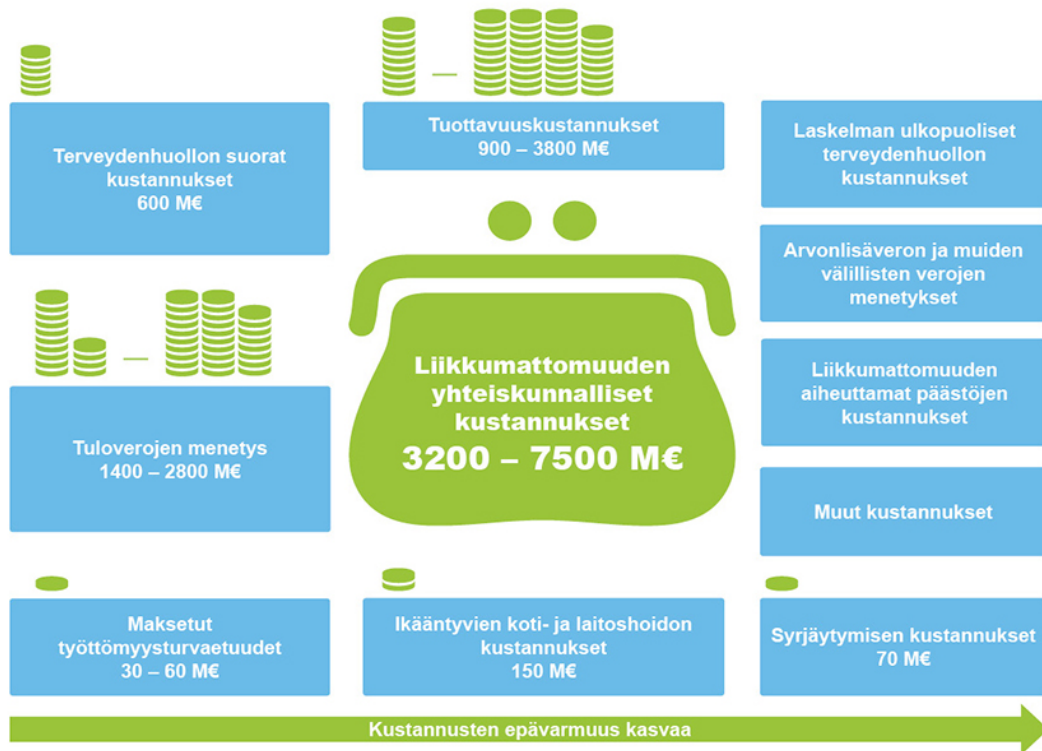 Terveydenhuollon suorat
kustannukset
600 M€
Tuottavuuskustannukset
900 – 3800 M€
Laskelman ulkopuoliset
terveydenhuollon
kustannukset
Arvonlisäveron ja muiden
välillisten verojen
menetykset
Liikkumattomuuden
yhteiskunnalliset
kustannukset
3200 – 7500 M€
Liikkumattomuuden
aiheuttamat päästöjen
kustannukset
Tuloverojen menetys
1400 – 2800 M€
Muut kustannukset
Maksetut
työttömyysturvaetuudet
30 – 60 M€
Ikääntyvien koti- ja laitoshoidon
kustannukset
150 M€
Syrjäytymisen kustannukset
70 M€
Kustannusten epävarmuus kasvaa